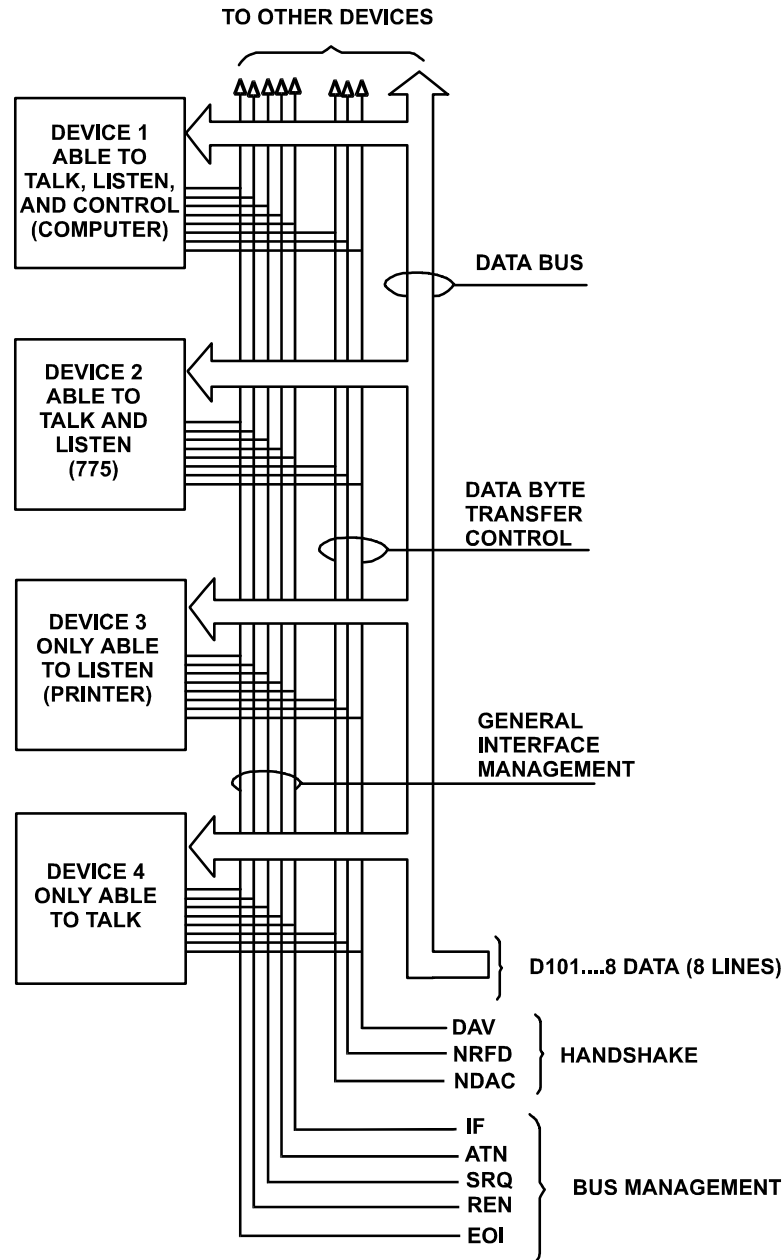 TO OTHER DEVICES
DEVICE 1
ABLE TO
TALK, LISTEN,
AND CONTROL
(COMPUTER)
DATA BUS
DEVICE 2
ABLE TO
TALK AND
LISTEN
(775)
DATA BYTE
TRANSFER
CONTROL
DEVICE 3
ONLY ABLE
TO LISTEN
(PRINTER)
GENERAL
INTERFACE
MANAGEMENT
DEVICE 4
ONLY ABLE
TO TALK
D101....8 DATA (8 LINES)
DAV
NRFD
NDAC
HANDSHAKE
IF
ATN
SRQ
REN
EOI
BUS MANAGEMENT